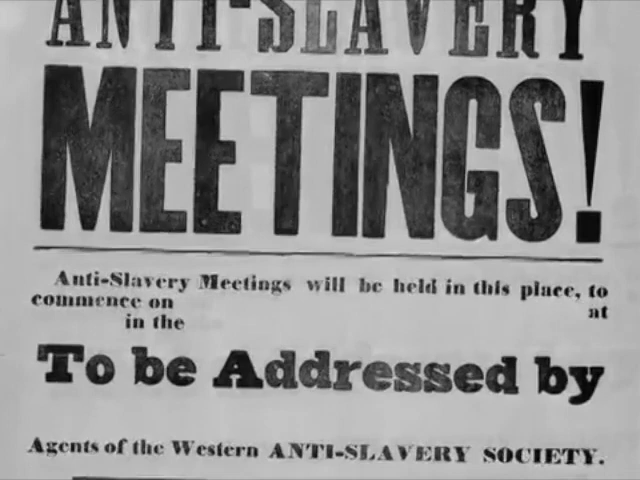 ANTI-SLAVERY
MEETINGS!
Anti-Slavery Meetings will be held in this place, to
commence on at
in the
To be Addressed by
Agents of the Western ANTI-SLAVERY SOCIETY.